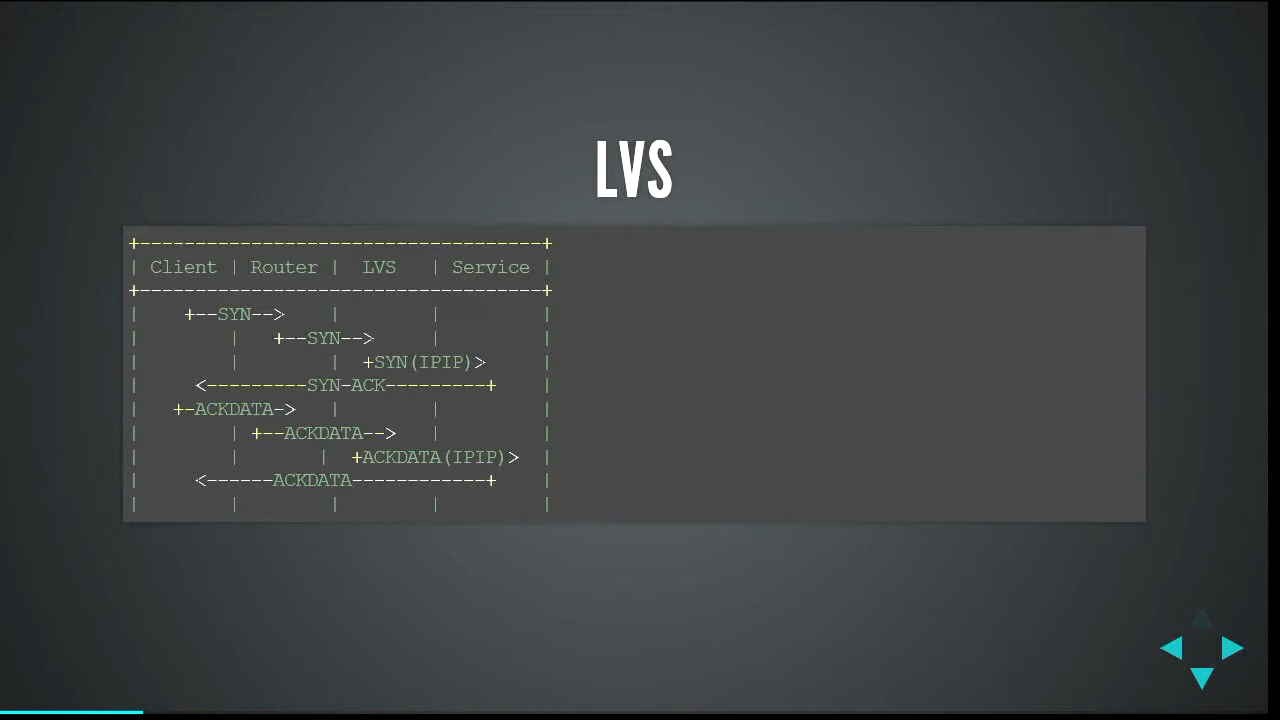 LVS
+-------------------------------------+
| Client | Router |  LVS   | Service |
+-------------------------------------+
|    +--SYN-->    |        |         |
|        |   +--SYN-->     |         |
|        |        |  +SYN(IPIP)>     |
|     <---------SYN-ACK---------+    |
|   +-ACKDATA->   |        |         |
|        | +--ACKDATA-->   |         |
|        |       |  +ACKDATA(IPIP)>  |
|     <------ACKDATA------------+    |
|        |        |        |         |